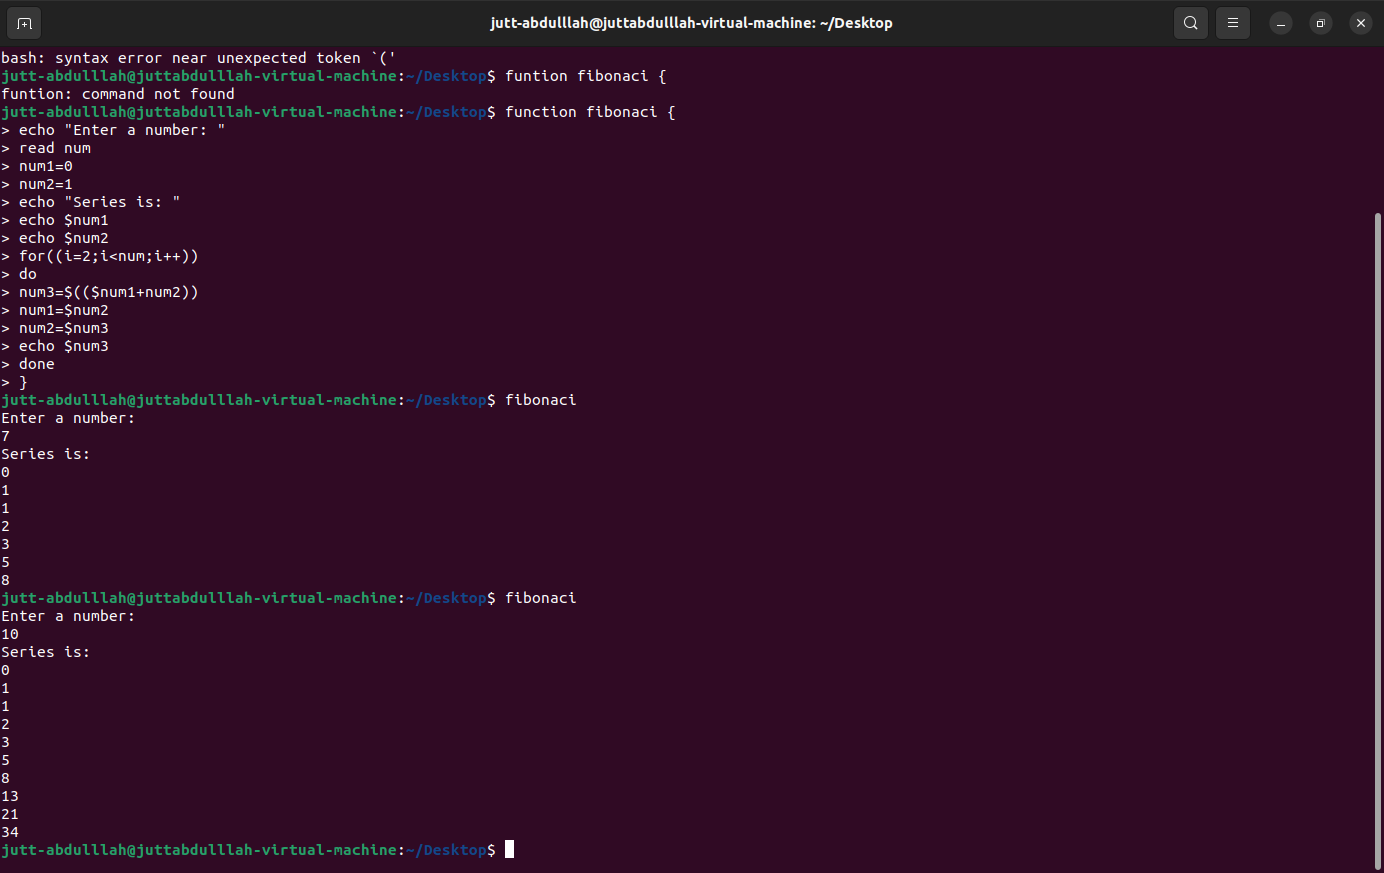 jutt-abdulllah@juttabdulllah-virtual-machine: ~/Desktop
bash: syntax error near unexpected token `('
jutt-abdulllah@juttabdulllah-virtual-machine:~/Desktop$ funtion fibonaci {
funtion: command not found
jutt-abdulllah@juttabdulllah-virtual-machine:~/Desktop$ function fibonaci {
> echo "Enter a number: "
> read num
> num1=0
> num2=1
> echo "Series is: "
> echo $num1
> echo $num2
> for((i=2;i<num;i++))
> do
> num3=$(($num1+num2))
> num1=$num2
> num2=$num3
> echo $num3
> done
> }
jutt-abdulllah@juttabdulllah-virtual-machine:~/Desktop$ fibonaci
Enter a number:
7
Series is:
0
1
1
2
3
5
8
jutt-abdulllah@juttabdulllah-virtual-machine:~/Desktop$ fibonaci
Enter a number:
10
Series is:
0
1
1
2
3
5
8
13
21
34
jutt-abdulllah@juttabdulllah-virtual-machine:~/Desktop$